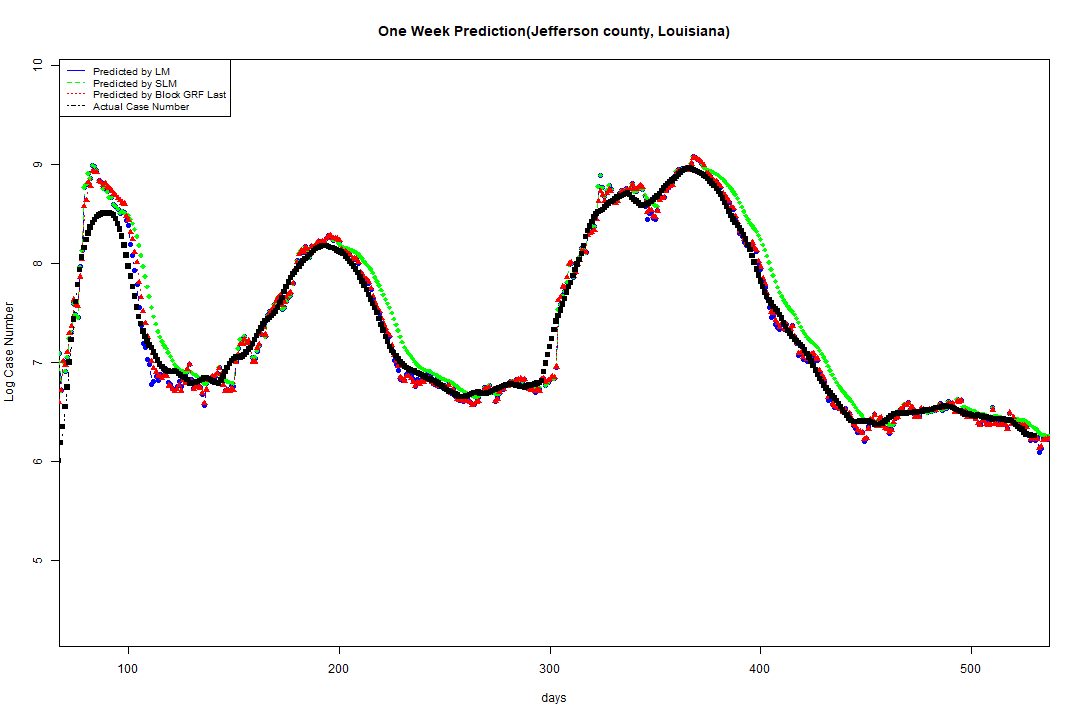 One Week Prediction(Jefferson county, Louisiana)
Predicted by LM
Predicted by SLM
Predicted by Block GRF Last
Actual Case Number
Log Case Number
10
9
8
7
6
5
100 200 300 400 500
days